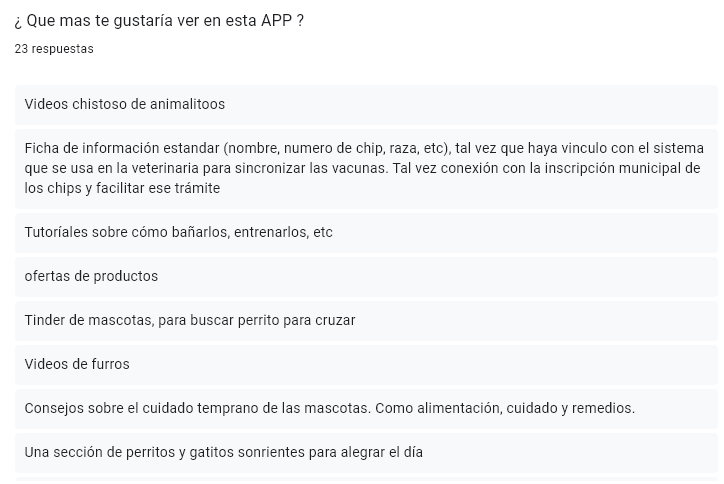 ¿ Que mas te gustaría ver en esta APP ?
23 respuestas
Videos chistoso de animalitoos
Ficha de información estandar (nombre, numero de chip, raza, etc), tal vez que haya vinculo con el sistema
que se usa en la veterinaria para sincronizar las vacunas. Tal vez conexión con la inscripción municipal de
los chips y facilitar ese trámite
Tutoríales sobre cómo bañarlos, entrenarlos, etc
ofertas de productos
Tinder de mascotas, para buscar perrito para cruzar
Videos de furros
Consejos sobre el cuidado temprano de las mascotas. Como alimentación, cuidado y remedios.
Una sección de perritos y gatitos sonrientes para alegrar el día